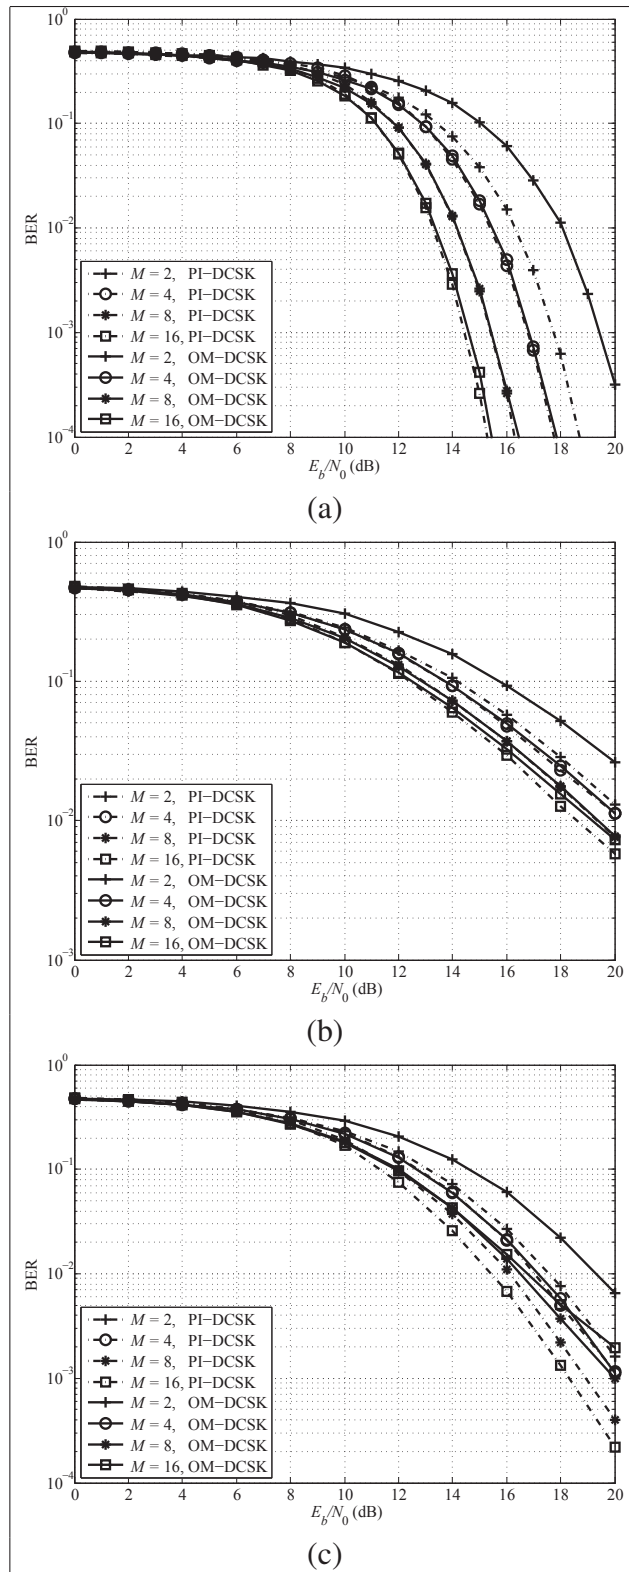 10^0
10^-1
10^-2
10^-3
10^-4
BER
M = 2, PI−DCSK
M = 4, PI−DCSK
M = 8, PI−DCSK
M = 16, PI−DCSK
M = 2, OM−DCSK
M = 4, OM−DCSK
M = 8, OM−DCSK
M = 16, OM−DCSK
0 2 4 6 8 10 12 14 16 18 20
E_b/N_0 (dB)
(a)
10^0
10^-1
10^-2
10^-3
BER
M = 2, PI−DCSK
M = 4, PI−DCSK
M = 8, PI−DCSK
M = 16, PI−DCSK
M = 2, OM−DCSK
M = 4, OM−DCSK
M = 8, OM−DCSK
M = 16, OM−DCSK
0 2 4 6 8 10 12 14 16 18 20
E_b/N_0 (dB)
(b)
10^0
10^-1
10^-2
10^-3
10^-4
BER
M = 2, PI−DCSK
M = 4, PI−DCSK
M = 8, PI−DCSK
M = 16, PI−DCSK
M = 2, OM−DCSK
M = 4, OM−DCSK
M = 8, OM−DCSK
M = 16, OM−DCSK
0 2 4 6 8 10 12 14 16 18 20
E_b/N_0 (dB)
(c)